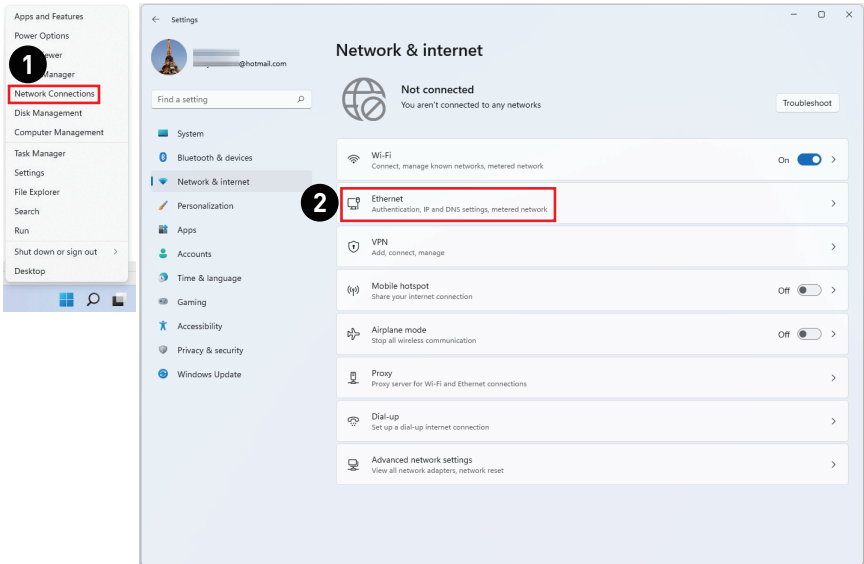 Apps and Features
Power Options
1
Network Connections
Disk Management
Computer Management
Task Manager
Settings
File Explorer
Search
Run
Shut down or sign out
Desktop
Settings
@hotmail.com
Find a setting
System
Bluetooth & devices
Network & internet
Personalization
Apps
Accounts
Time & language
Gaming
Accessibility
Privacy & security
Windows Update
Network & internet
Not connected
You aren't connected to any networks
Troubleshoot
Wi-Fi
Connect, manage known networks, metered network
On
2
Ethernet
Authentication, IP and DNS settings, metered network
VPN
Add, connect, manage
Mobile hotspot
Share your internet connection
Off
Airplane mode
Stop all wireless communication
Off
Proxy
Proxy server for Wi-Fi and Ethernet connections
Dial-up
Set up a dial-up internet connection
Advanced network settings
View all network adapters, network reset